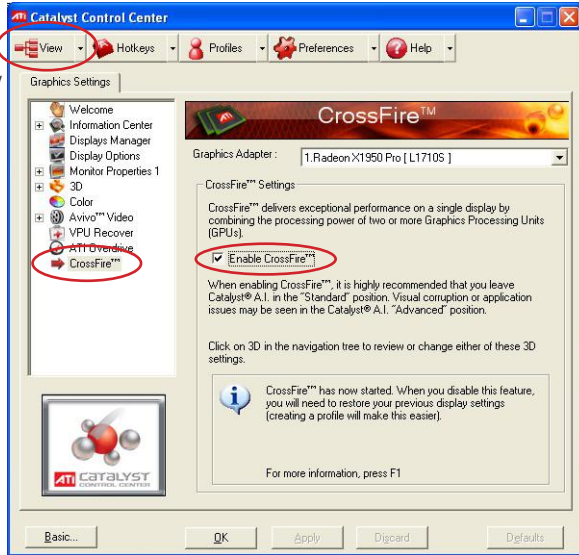 Catalyst Control Center
View
Hotkeys
Profiles
Preferences
Help
Graphics Settings
Welcome
Information Center
Displays Manager
Display Options
Monitor Properties 1
3D
Color
Avivo™ Video
VPU Recover
ATI Overdrive
CrossFire™
CrossFire™
Graphics Adapter :
1.Radeon X1950 Pro [ L1710S ]
CrossFire™ Settings
CrossFire™ delivers exceptional performance on a single display by
combining the processing power of two or more Graphics Processing Units
(GPUs).
Enable CrossFire™
When enabling CrossFire™, it is highly recommended that you leave
Catalyst® A.I. in the "Standard" position. Visual corruption or application
issues may be seen in the Catalyst® A.I. "Advanced" position.
Click on 3D in the navigation tree to review or change either of these 3D
settings.
CrossFire™ has now started. When you disable this feature,
you will need to restore your previous display settings
(creating a profile will make this easier).
For more information, press F1
ATI CATALYST
CONTROL CENTER
Basic...
OK
Apply
Discard
Defaults